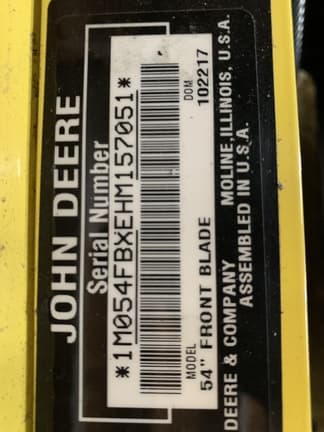 JOHN DEERE
Serial Number
*1M054FBXEHM157051*
MODEL
54" FRONT BLADE
DOM
102217
DEERE & COMPANY MOLINE, ILLINOIS, U.S.A.
ASSEMBLED IN U.S.A.